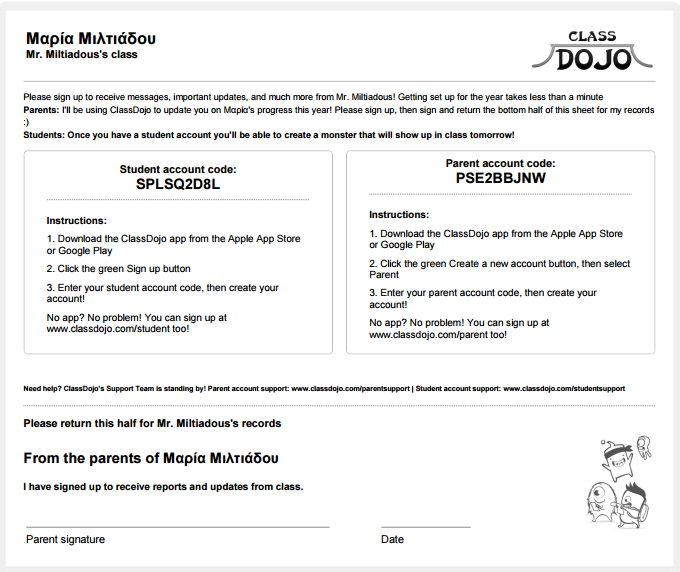 Μαρία Μιλτιάδου
Mr. Miltiadous's class
CLASS
DOJO
Please sign up to receive messages, important updates, and much more from Mr. Miltiadous! Getting set up for the year takes less than a minute
Parents: I'll be using ClassDojo to update you on Μαρία's progress this year! Please sign up, then sign and return the bottom half of this sheet for my records
:)
Students: Once you have a student account you'll be able to create a monster that will show up in class tomorrow!
Student account code:
SPLSQ2D8L
Instructions:
1. Download the ClassDojo app from the Apple App Store
or Google Play
2. Click the green Sign up button
3. Enter your student account code, then create your
account!
No app? No problem! You can sign up at
www.classdojo.com/student too!
Parent account code:
PSE2BBJNW
Instructions:
1. Download the ClassDojo app from the Apple App Store
or Google Play
2. Click the green Create a new account button, then select
Parent
3. Enter your parent account code, then create your
account!
No app? No problem! You can sign up at
www.classdojo.com/parent too!
Need help? ClassDojo's Support Team is standing by! Parent account support: www.classdojo.com/parentsupport | Student account support: www.classdojo.com/studentsupport
Please return this half for Mr. Miltiadous's records
From the parents of Μαρία Μιλτιάδου
I have signed up to receive reports and updates from class.
Parent signature
Date